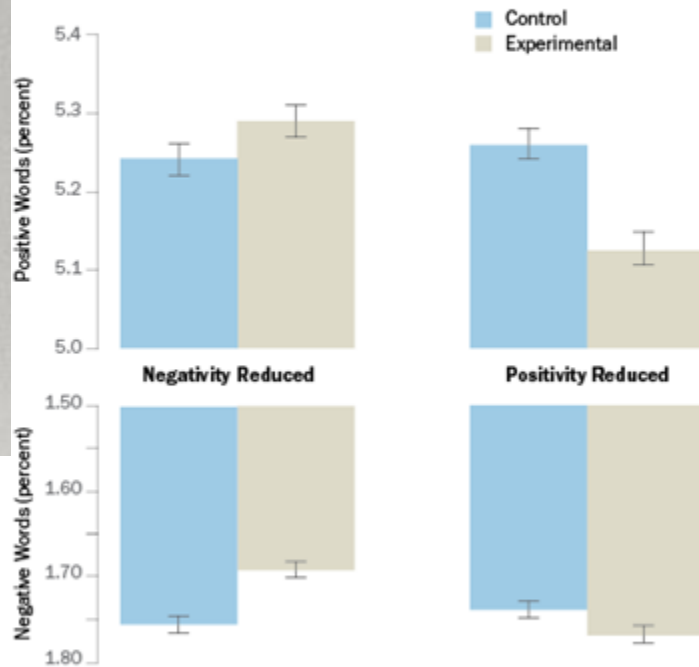 Control
Experimental
Positive Words (percent)
5.4
5.3
5.2
5.1
5.0
Negativity Reduced
Positivity Reduced
Negative Words (percent)
1.50
1.60
1.70
1.80